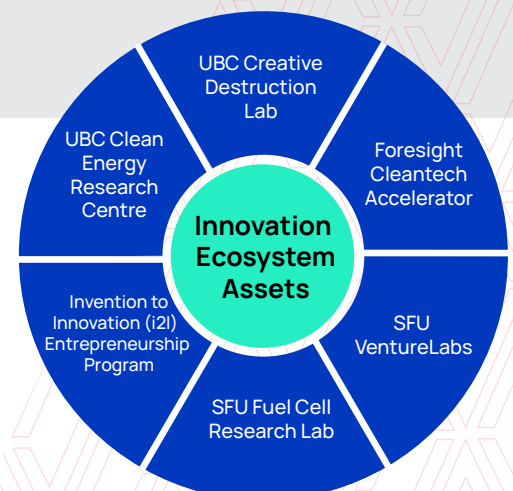 UBC Creative
Destruction
Lab
Foresight
Cleantech
Accelerator
SFU
VentureLabs
SFU Fuel Cell
Research Lab
Invention to
Innovation (i2I)
Entrepreneurship
Program
UBC Clean
Energy
Research
Centre
Innovation
Ecosystem
Assets